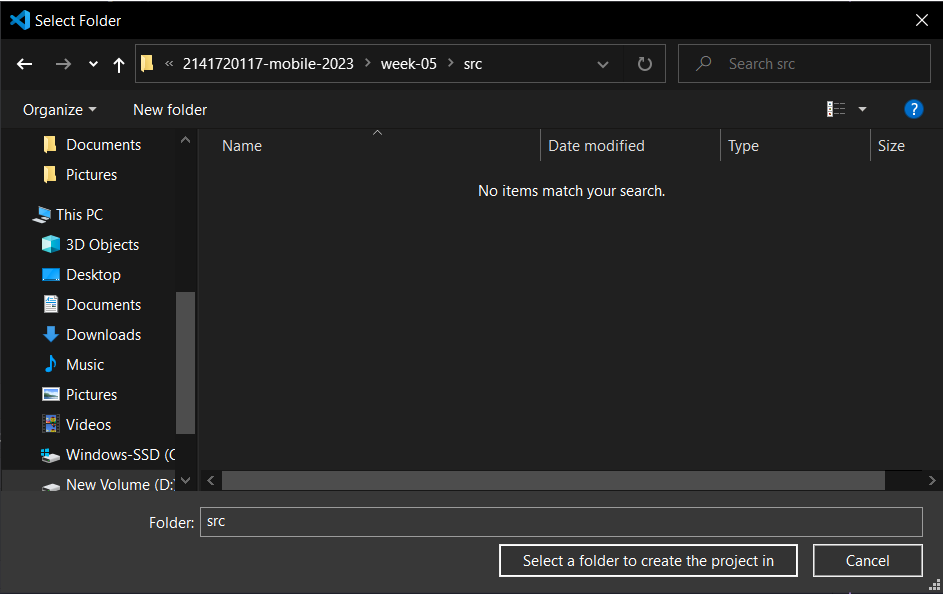 Select Folder
« 2141720117-mobile-2023 > week-05 > src
Search src
Organize
New folder
?
Name
Date modified
Type
Size
No items match your search.
Documents
Pictures
This PC
3D Objects
Desktop
Documents
Downloads
Music
Pictures
Videos
Windows-SSD (C
New Volume (D:)
Folder:
src
Select a folder to create the project in
Cancel